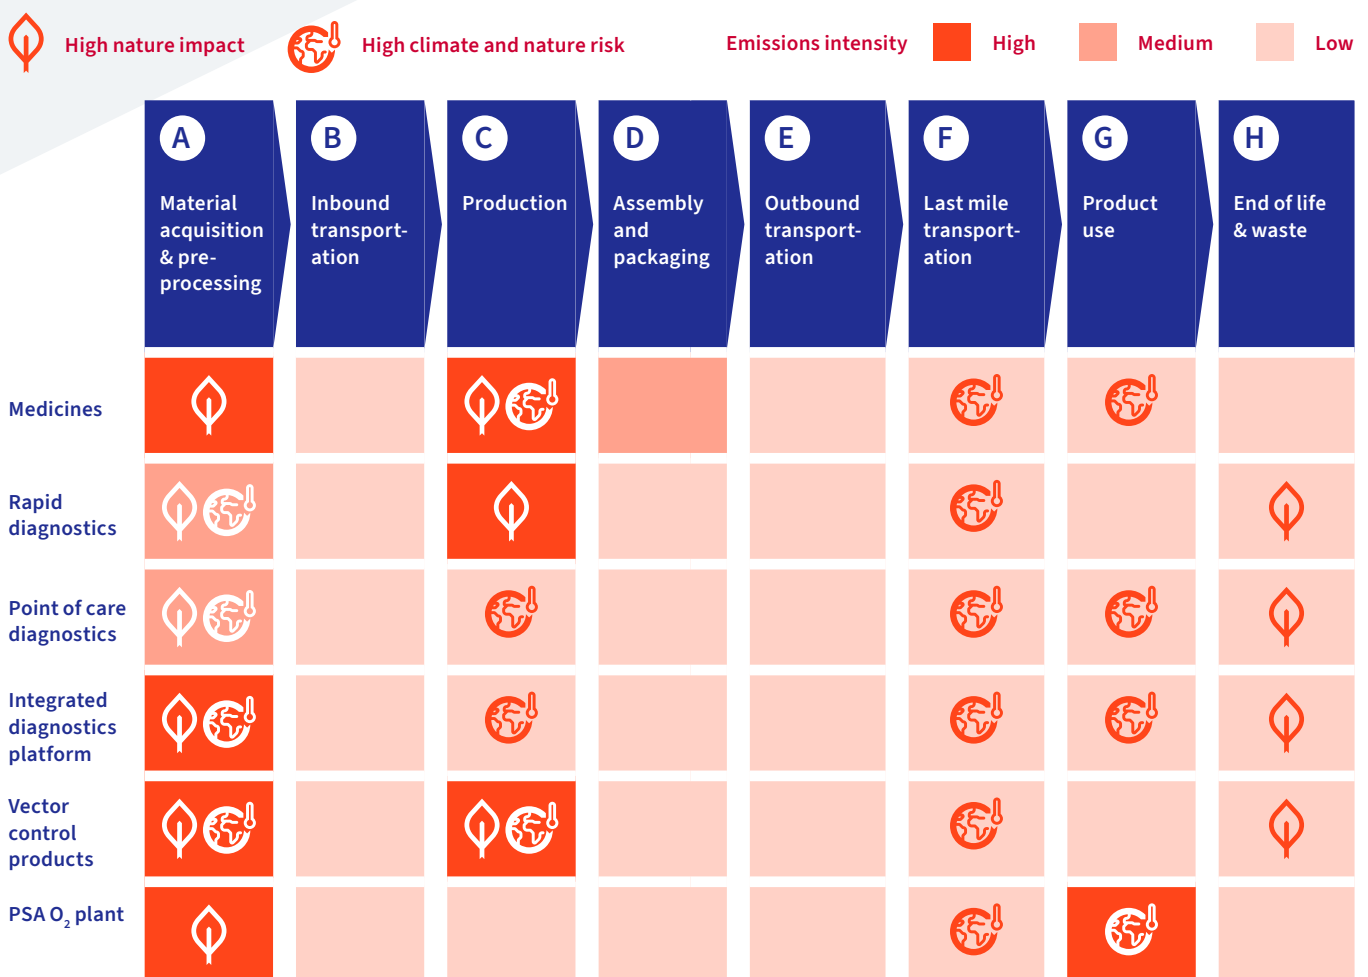 High nature impact
High climate and nature risk
Emissions intensity
High
Medium
Low
A
Material
acquisition
& pre-
processing
B
Inbound
transport-
ation
C
Production
D
Assembly
and
packaging
E
Outbound
transport-
ation
F
Last mile
transport-
ation
G
Product
use
H
End of life
& waste
Medicines
Rapid
diagnostics
Point of care
diagnostics
Integrated
diagnostics
platform
Vector
control
products
PSA O₂ plant